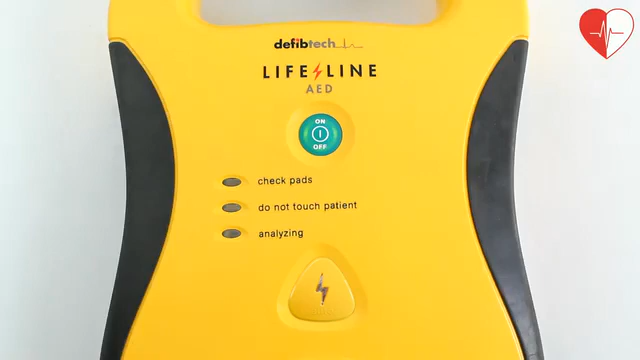 defibtech
LIFELINE
AED
ON
OFF
check pads
do not touch patient
analyzing